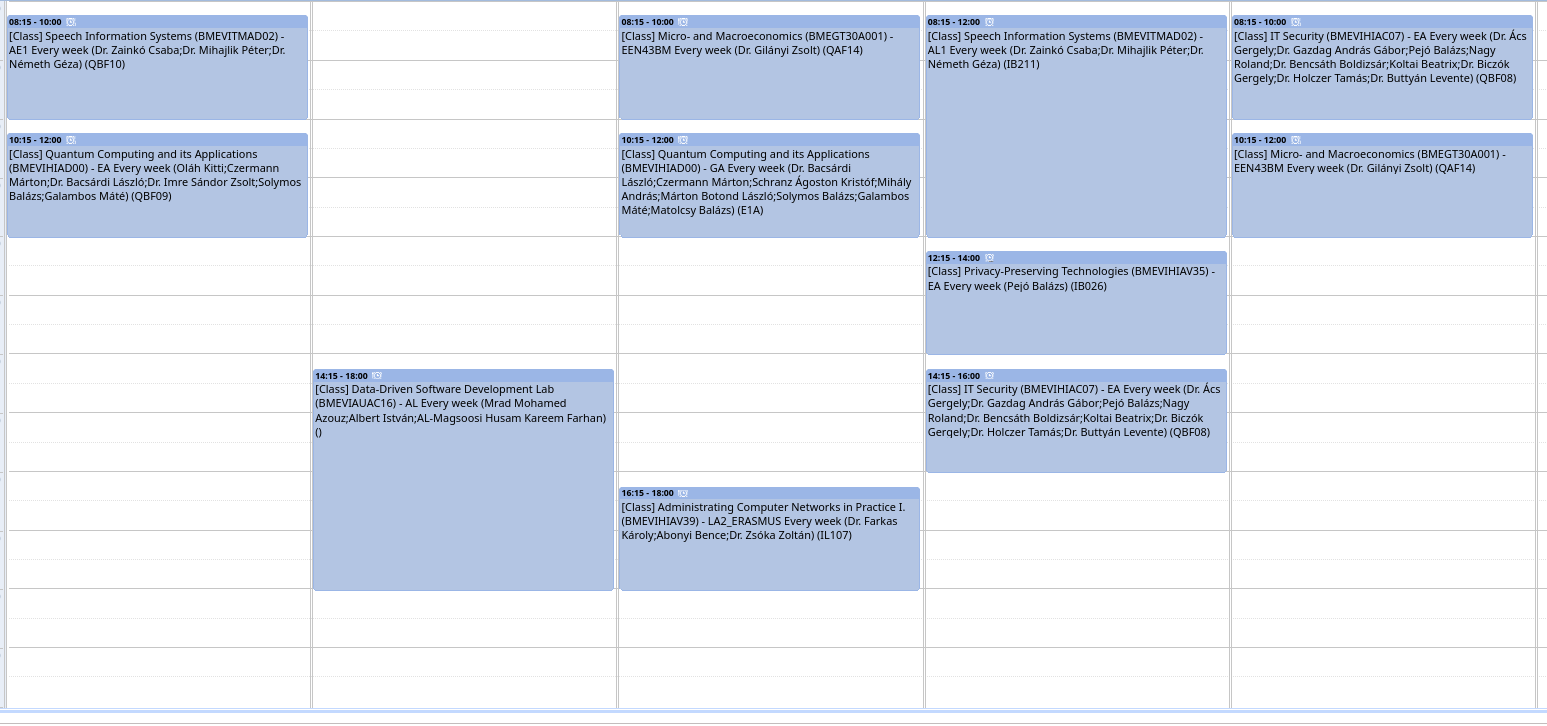 08:15 - 10:00
[Class] Speech Information Systems (BMEVITMAD02) -
AE1 Every week (Dr. Zainkó Csaba;Dr. Mihajlik Péter;Dr.
Németh Géza) (QBF10)
10:15 - 12:00
[Class] Quantum Computing and its Applications
(BMEVIHIAD00) - EA Every week (Oláh Kitti;Czermann
Márton;Dr. Bacsárdi László;Dr. Imre Sándor Zsolt;Solymos
Balázs;Galambos Máté) (QBF09)
14:15 - 18:00
[Class] Data-Driven Software Development Lab
(BMEVIAUAC16) - AL Every week (Mrad Mohamed
Azouz;Albert István;AL-Magsoosi Husam Kareem Farhan)
()
08:15 - 10:00
[Class] Micro- and Macroeconomics (BMEGT30A001) -
EEN43BM Every week (Dr. Gilányi Zsolt) (QAF14)
10:15 - 12:00
[Class] Quantum Computing and its Applications
(BMEVIHIAD00) - GA Every week (Dr. Bacsárdi
László;Czermann Márton;Schranz Ágoston Kristóf;Mihály
András;Márton Botond László;Solymos Balázs;Galambos
Máté;Matolcsy Balázs) (E1A)
16:15 - 18:00
[Class] Administrating Computer Networks in Practice I.
(BMEVIHIAV39) - LA2_ERASMUS Every week (Dr. Farkas
Károly;Abonyi Bence;Dr. Zsóka Zoltán) (IL107)
08:15 - 12:00
[Class] Speech Information Systems (BMEVITMAD02) -
AL1 Every week (Dr. Zainkó Csaba;Dr. Mihajlik Péter;Dr.
Németh Géza) (IB211)
12:15 - 14:00
[Class] Privacy-Preserving Technologies (BMEVIHIAV35) -
EA Every week (Pejó Balázs) (IB026)
14:15 - 16:00
[Class] IT Security (BMEVIHIAC07) - EA Every week (Dr. Ács
Gergely;Dr. Gazdag András Gábor;Pejó Balázs;Nagy
Roland;Dr. Bencsáth Boldizsár;Koltai Beatrix;Dr. Biczók
Gergely;Dr. Holczer Tamás;Dr. Buttyán Levente) (QBF08)
08:15 - 10:00
[Class] IT Security (BMEVIHIAC07) - EA Every week (Dr. Ács
Gergely;Dr. Gazdag András Gábor;Pejó Balázs;Nagy
Roland;Dr. Bencsáth Boldizsár;Koltai Beatrix;Dr. Biczók
Gergely;Dr. Holczer Tamás;Dr. Buttyán Levente) (QBF08)
10:15 - 12:00
[Class] Micro- and Macroeconomics (BMEGT30A001) -
EEN43BM Every week (Dr. Gilányi Zsolt) (QAF14)